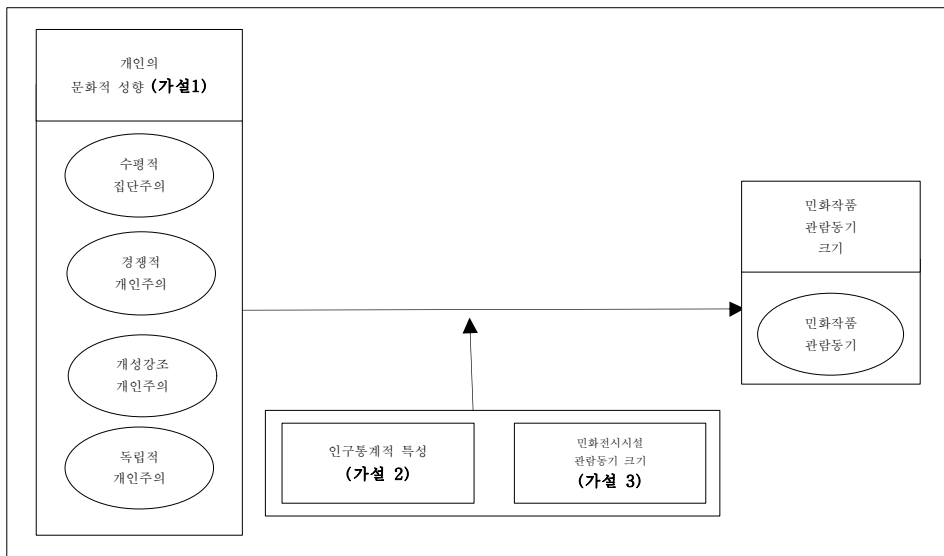 개인의
문화적 성향 (가설1)
수평적
집단주의
경쟁적
개인주의
개성강조
개인주의
독립적
개인주의
민화작품
관람동기
크기
민화작품
관람동기
인구통계적 특성
(가설 2)
민화전시시설
관람동기 크기
(가설 3)